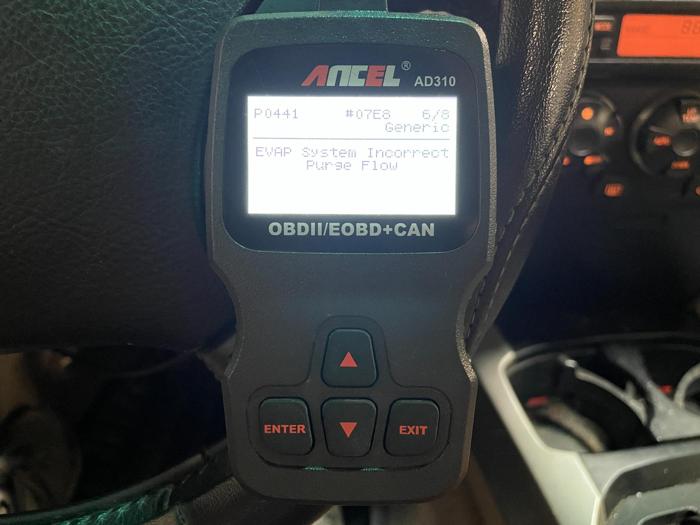 ANCEL®
AD310
P0441 #07E8 6/8
Generic
EVAP System Incorrect
Purge Flow
OBDII/EOBD+CAN
ENTER
EXIT